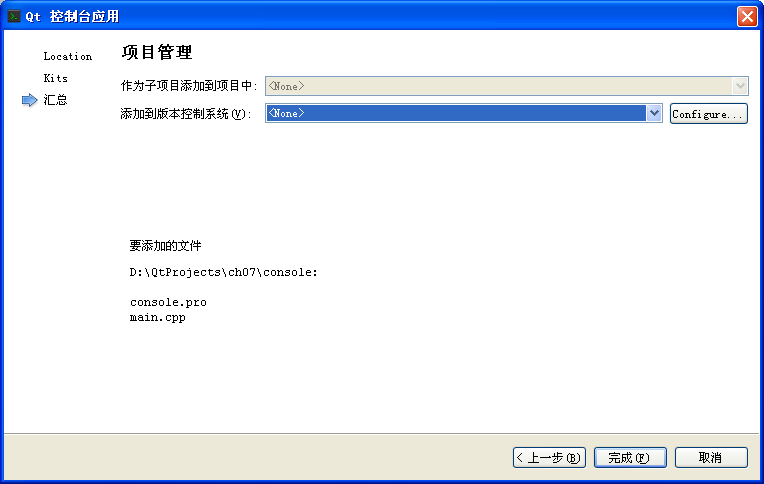 Qt 控制台应用
Location
Kits
汇总
项目管理
作为子项目添加到项目中: <None>
添加到版本控制系统(V): <None> Configure...
要添加的文件
D:\QtProjects\ch07\console:
console.pro
main.cpp
< 上一步(B) 完成(F) 取消